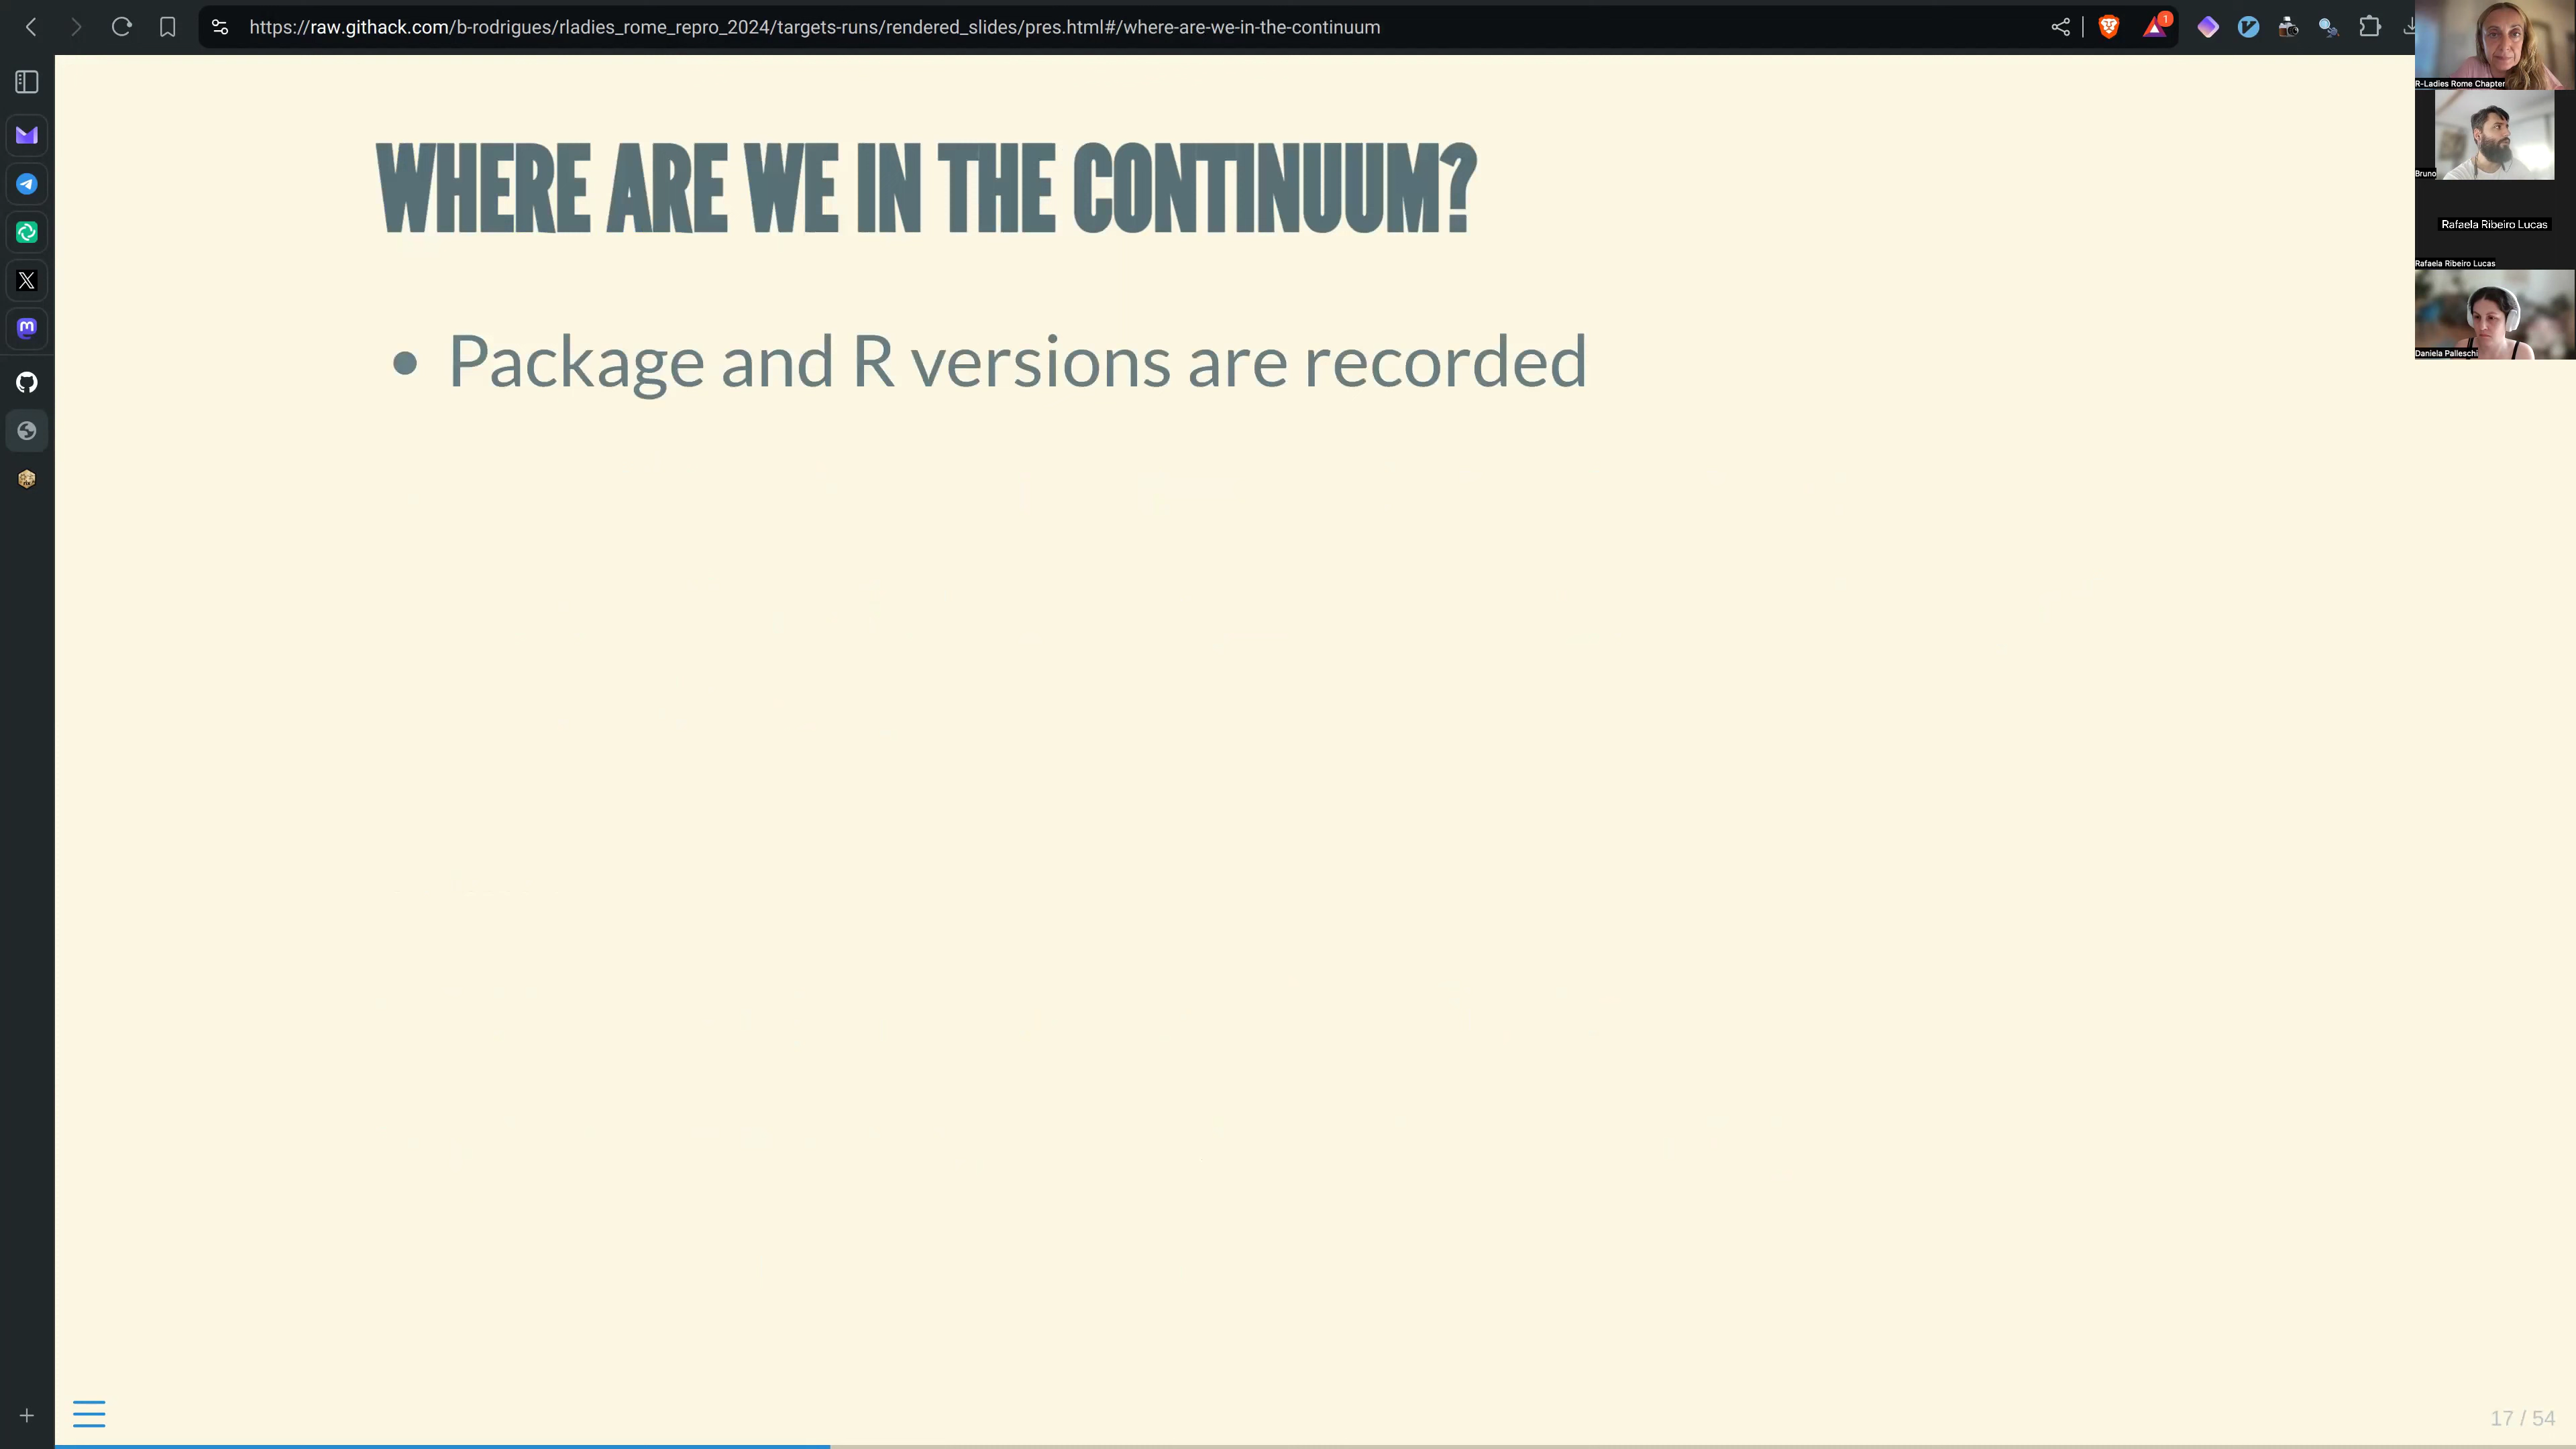 https://raw.githack.com/b-rodrigues/rladies_rome_repro_2024/targets-runs/rendered_slides/pres.html#/where-are-we-in-the-continuum
1
R-Ladies Rome Chapter
Bruno
Rafaela Ribeiro Lucas
Rafaela Ribeiro Lucas
Daniela Palleschi
WHERE ARE WE IN THE CONTINUUM?
• Package and R versions are recorded
17 / 54